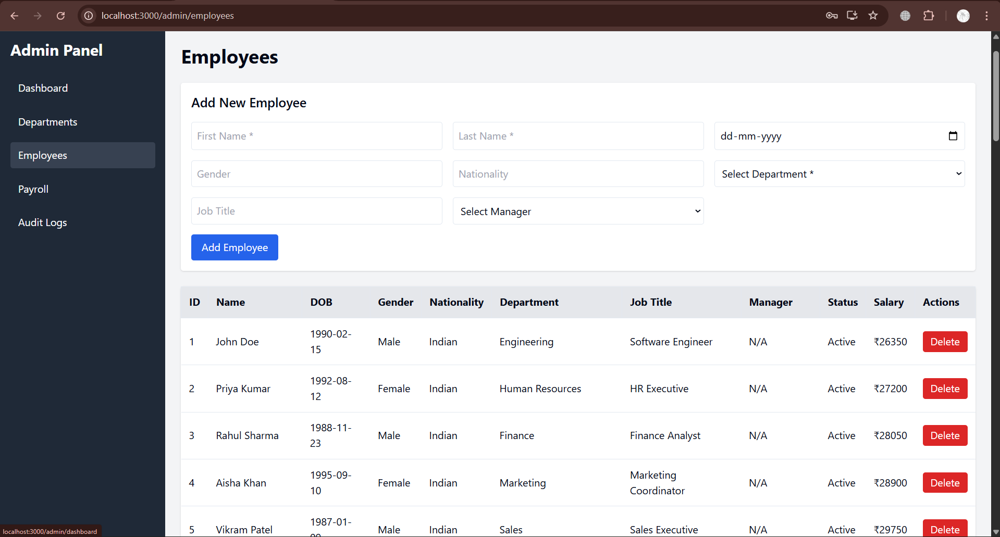 localhost:3000/admin/employees
Admin Panel
Dashboard
Departments
Employees
Payroll
Audit Logs
Employees
Add New Employee
First Name *
Last Name *
dd-mm-yyyy
Gender
Nationality
Select Department *
Job Title
Select Manager
Add Employee
ID Name DOB Gender Nationality Department Job Title Manager Status Salary Actions
1 John Doe 1990-02-15 Male Indian Engineering Software Engineer N/A Active ₹26350 Delete
2 Priya Kumar 1992-08-12 Female Indian Human Resources HR Executive N/A Active ₹27200 Delete
3 Rahul Sharma 1988-11-23 Male Indian Finance Finance Analyst N/A Active ₹28050 Delete
4 Aisha Khan 1995-09-10 Female Indian Marketing Marketing Coordinator N/A Active ₹28900 Delete
5 Vikram Patel 1987-01- Male Indian Sales Sales Executive N/A Active ₹29750 Delete
localhost:3000/admin/dashboard